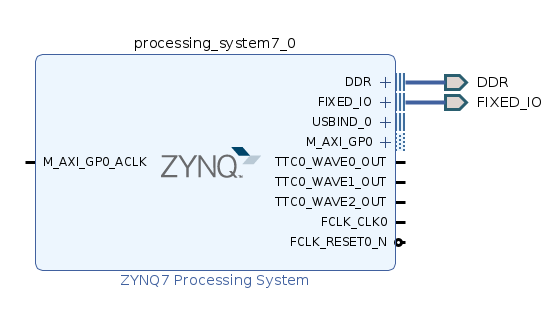 processing_system7_0
DDR
DDR
FIXED_IO
FIXED_IO
USBIND_0
M_AXI_GP0
M_AXI_GP0_ACLK
ZYNQ
TTC0_WAVE0_OUT
TTC0_WAVE1_OUT
TTC0_WAVE2_OUT
FCLK_CLK0
FCLK_RESET0_N
ZYNQ7 Processing System